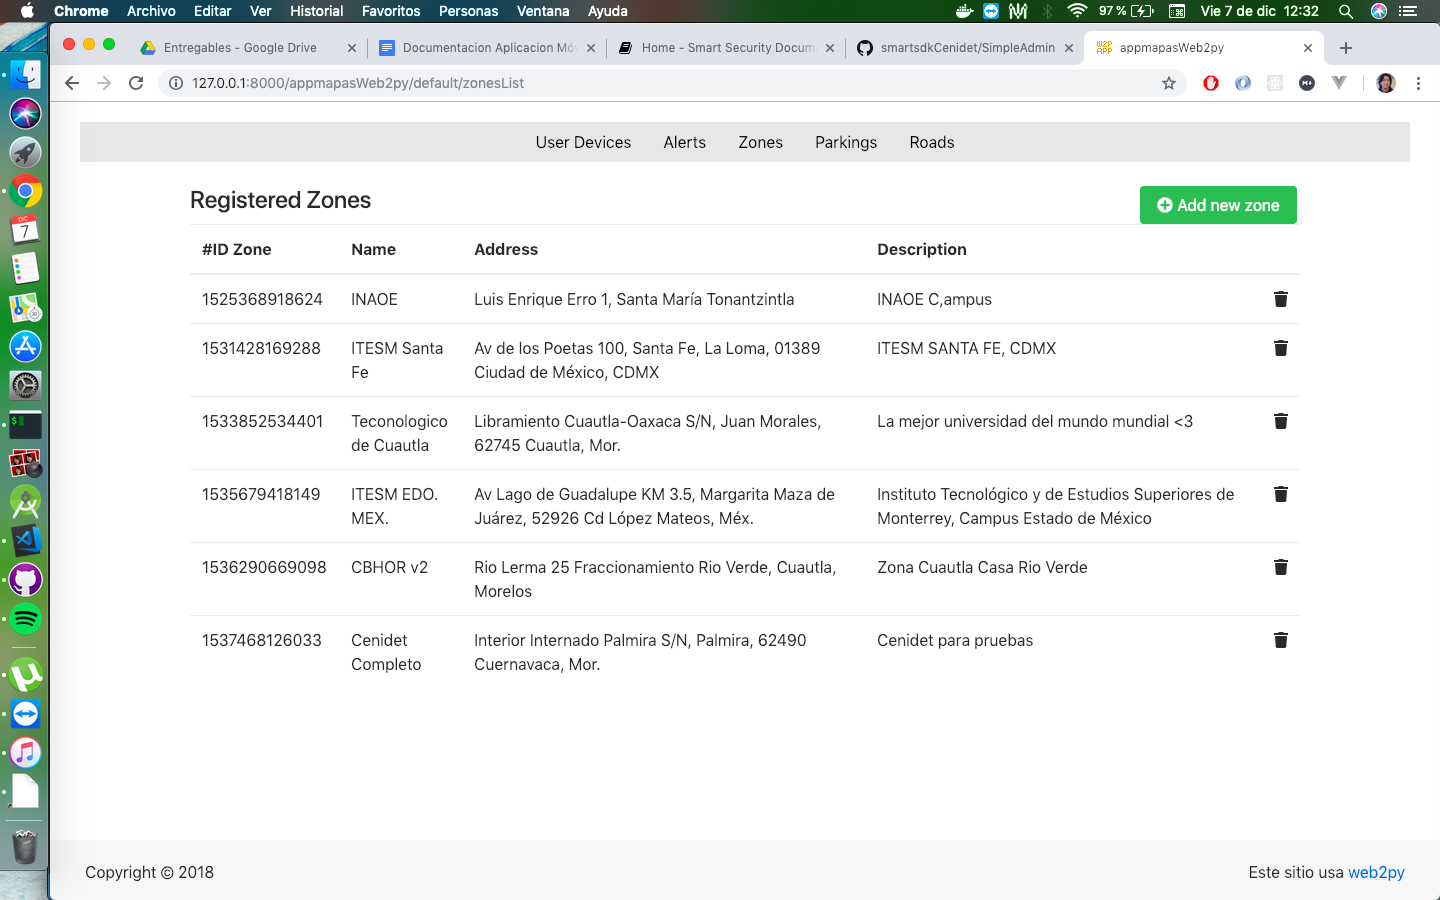 Chrome Archivo Editar Ver Historial Favoritos Personas Ventana Ayuda 97 % Vie 7 de dic 12:32
Entregables - Google Drive
Documentacion Aplicacion Móv
Home - Smart Security Docum
smartsdkCenidet/SimpleAdmin
appmapasWeb2py
127.0.0.1:8000/appmapasWeb2py/default/zonesList
User Devices Alerts Zones Parkings Roads
Registered Zones
Add new zone
#ID Zone Name Address Description
1525368918624 INAOE Luis Enrique Erro 1, Santa María Tonantzintla INAOE C,ampus
1531428169288 ITESM Santa Av de los Poetas 100, Santa Fe, La Loma, 01389 ITESM SANTA FE, CDMX
Fe Ciudad de México, CDMX
1533852534401 Teconologico Libramiento Cuautla-Oaxaca S/N, Juan Morales, La mejor universidad del mundo mundial <3
de Cuautla 62745 Cuautla, Mor.
1535679418149 ITESM EDO. Av Lago de Guadalupe KM 3.5, Margarita Maza de Instituto Tecnológico y de Estudios Superiores de
MEX. Juárez, 52926 Cd López Mateos, Méx. Monterrey, Campus Estado de México
1536290669098 CBHOR v2 Rio Lerma 25 Fraccionamiento Rio Verde, Cuautla, Zona Cuautla Casa Rio Verde
Morelos
1537468126033 Cenidet Interior Internado Palmira S/N, Palmira, 62490 Cenidet para pruebas
Completo Cuernavaca, Mor.
Copyright © 2018
Este sitio usa web2py
DIC
7